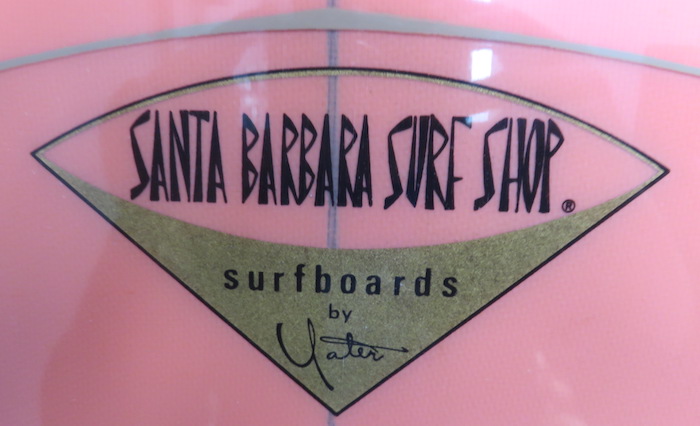 SANTA BARBARA SURF SHOP®
surfboards
by
Yater